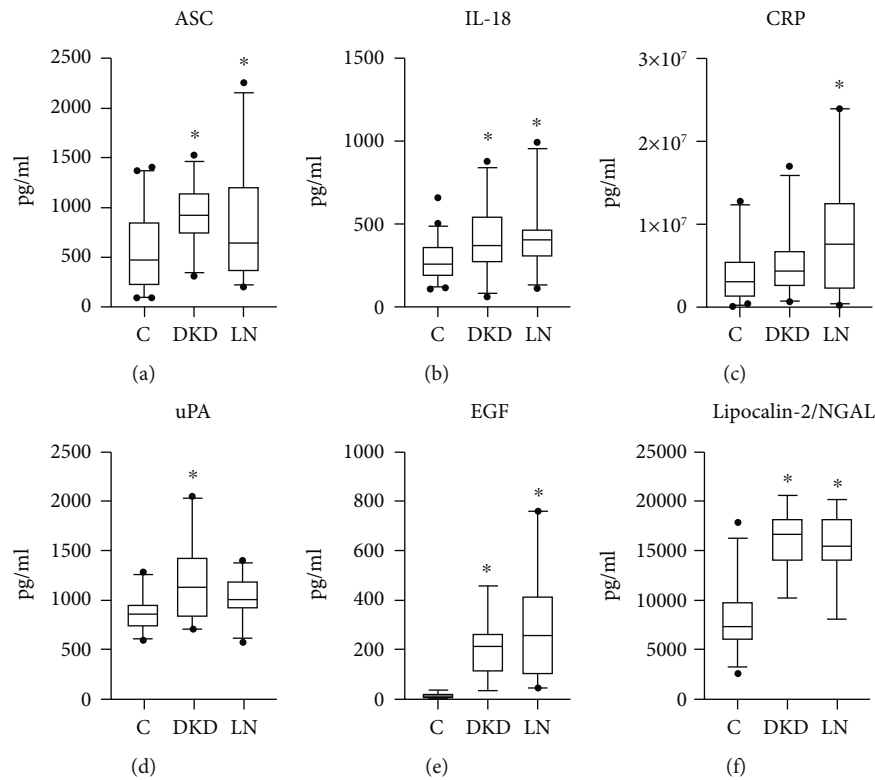 ASC
2500
2000
1500
1000
500
0
pg/ml
*
*
C DKD LN
(a)
IL-18
1500
1000
500
0
pg/ml
*
*
C DKD LN
(b)
CRP
3×10⁷
2×10⁷
1×10⁷
0
pg/ml
*
C DKD LN
(c)
uPA
2500
2000
1500
1000
500
0
pg/ml
*
C DKD LN
(d)
EGF
1000
800
600
400
200
0
pg/ml
*
*
C DKD LN
(e)
Lipocalin-2/NGAL
25000
20000
15000
10000
5000
0
pg/ml
*
*
C DKD LN
(f)